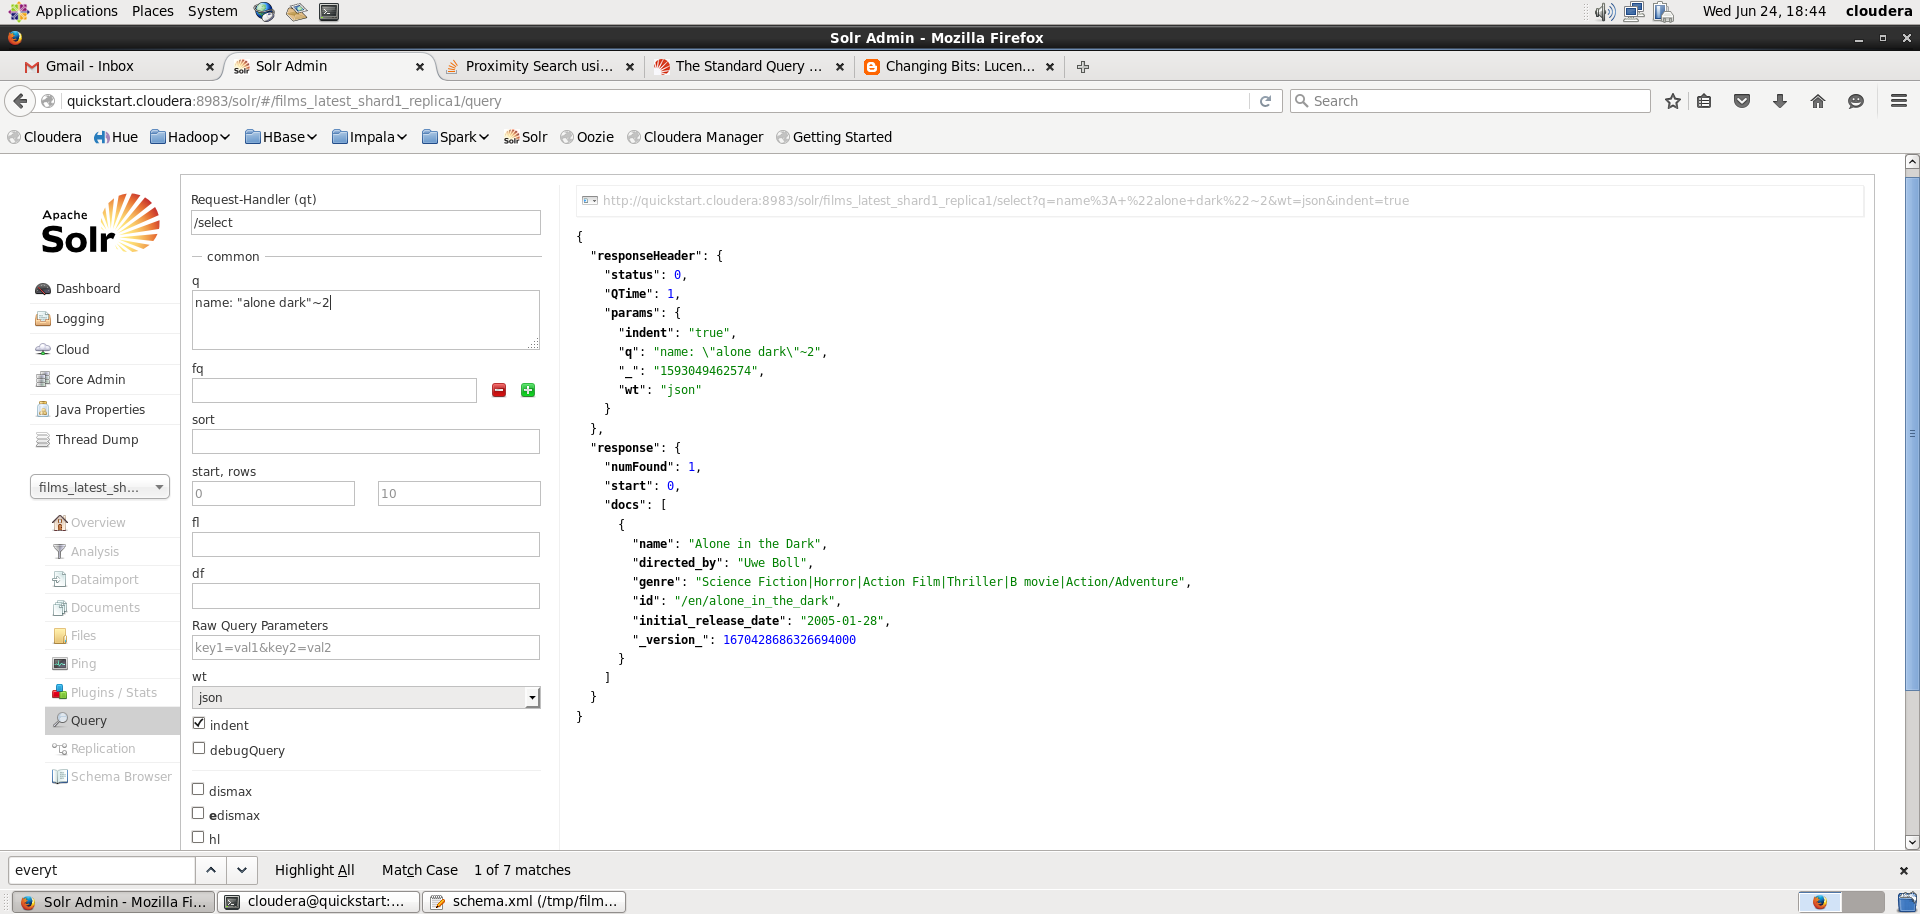 Applications Places System Wed Jun 24, 18:44 cloudera
Solr Admin - Mozilla Firefox
Gmail - Inbox Solr Admin Proximity Search usi... The Standard Query ... Changing Bits: Lucen...
quickstart.cloudera:8983/solr/#/films_latest_shard1_replica1/query Search
Cloudera Hue Hadoop HBase Impala Spark Solr Oozie Cloudera Manager Getting Started
Apache
Solr
Dashboard
Logging
Cloud
Core Admin
Java Properties
Thread Dump
films_latest_sh...
Overview
Analysis
Dataimport
Documents
Files
Ping
Plugins / Stats
Query
Replication
Schema Browser
Request-Handler (qt)
/select
common
q
name: "alone dark"~2
fq
sort
start, rows
0 10
fl
df
Raw Query Parameters
key1=val1&key2=val2
wt
json
indent
debugQuery
dismax
edismax
hl
http://quickstart.cloudera:8983/solr/films_latest_shard1_replica1/select?q=name%3A+%22alone+dark%22~2&wt=json&indent=true
{
"responseHeader": {
"status": 0,
"QTime": 1,
"params": {
"indent": "true",
"q": "name: \"alone dark\"~2",
"_": "1593049462574",
"wt": "json"
}
},
"response": {
"numFound": 1,
"start": 0,
"docs": [
{
"name": "Alone in the Dark",
"directed_by": "Uwe Boll",
"genre": "Science Fiction|Horror|Action Film|Thriller|B movie|Action/Adventure",
"id": "/en/alone_in_the_dark",
"initial_release_date": "2005-01-28",
"_version_": 1670428686326694000
}
]
}
}
everyt Highlight All Match Case 1 of 7 matches
Solr Admin - Mozilla Fi... cloudera@quickstart:... schema.xml (/tmp/film...